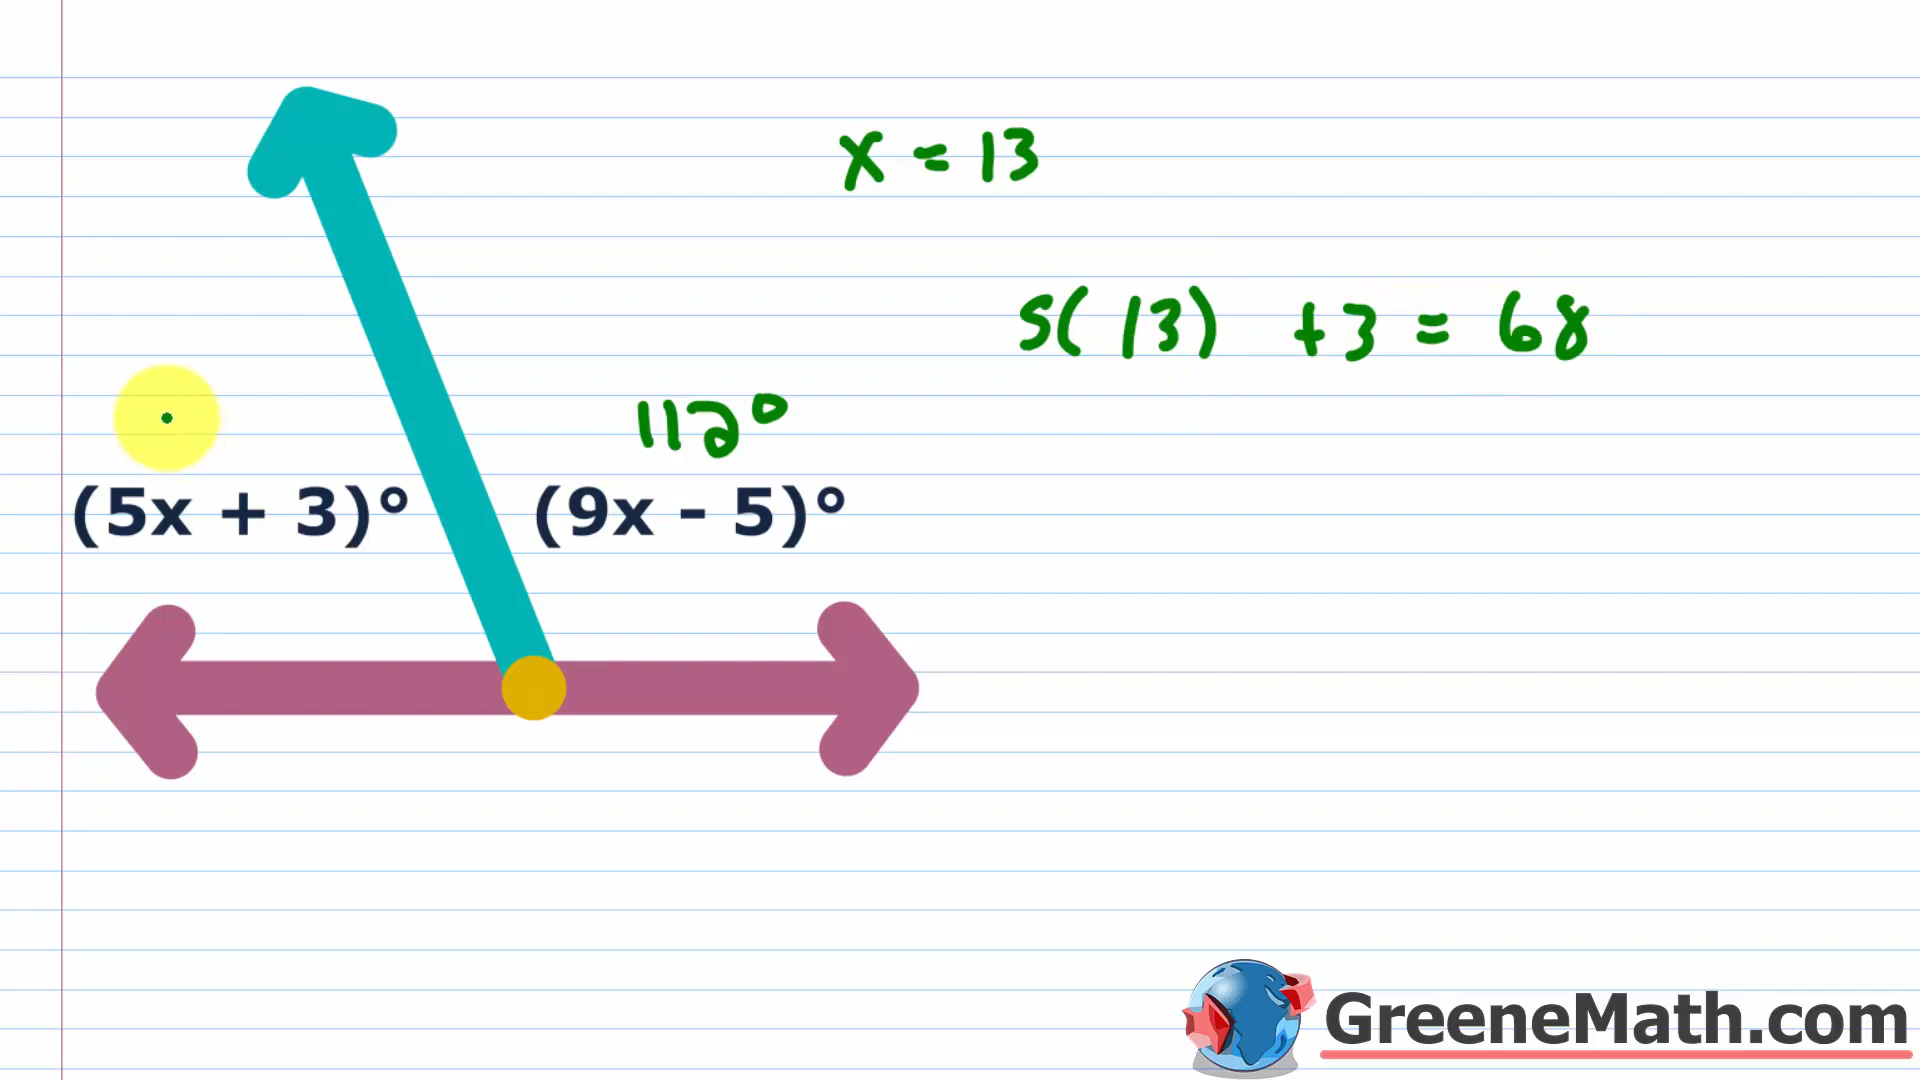 x = 13
5( 13) +3 = 68
112°
(5x + 3)° (9x - 5)°
GreeneMath.com